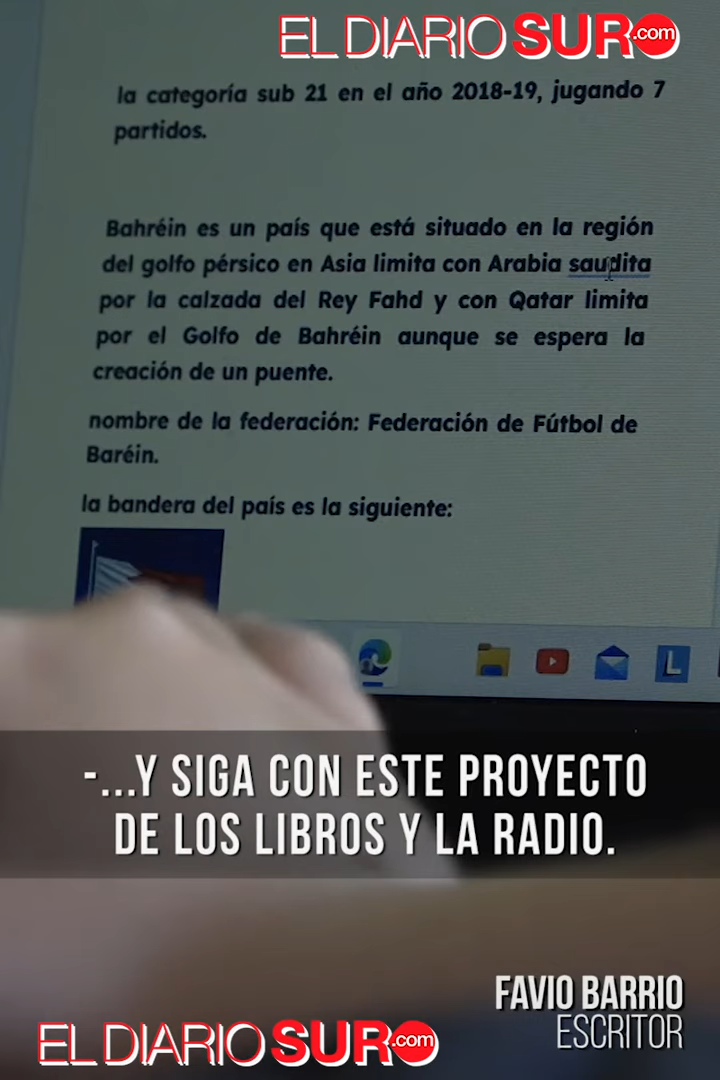 EL DIARIO SURO.com
la categoría sub 21 en el año 2018-19, jugando 7
partidos.
Bahréin es un país que está situado en la región
del golfo pérsico en Asia limita con Arabia saudita
por la calzada del Rey Fahd y con Qatar limita
por el Golfo de Bahréin aunque se espera la
creación de un puente.
nombre de la federación: Federación de Fútbol de
Baréin.
la bandera del país es la siguiente:
L
-...Y SIGA CON ESTE PROYECTO
DE LOS LIBROS Y LA RADIO.
FAVIO BARRIO
ESCRITOR
EL DIARIO SURO.com